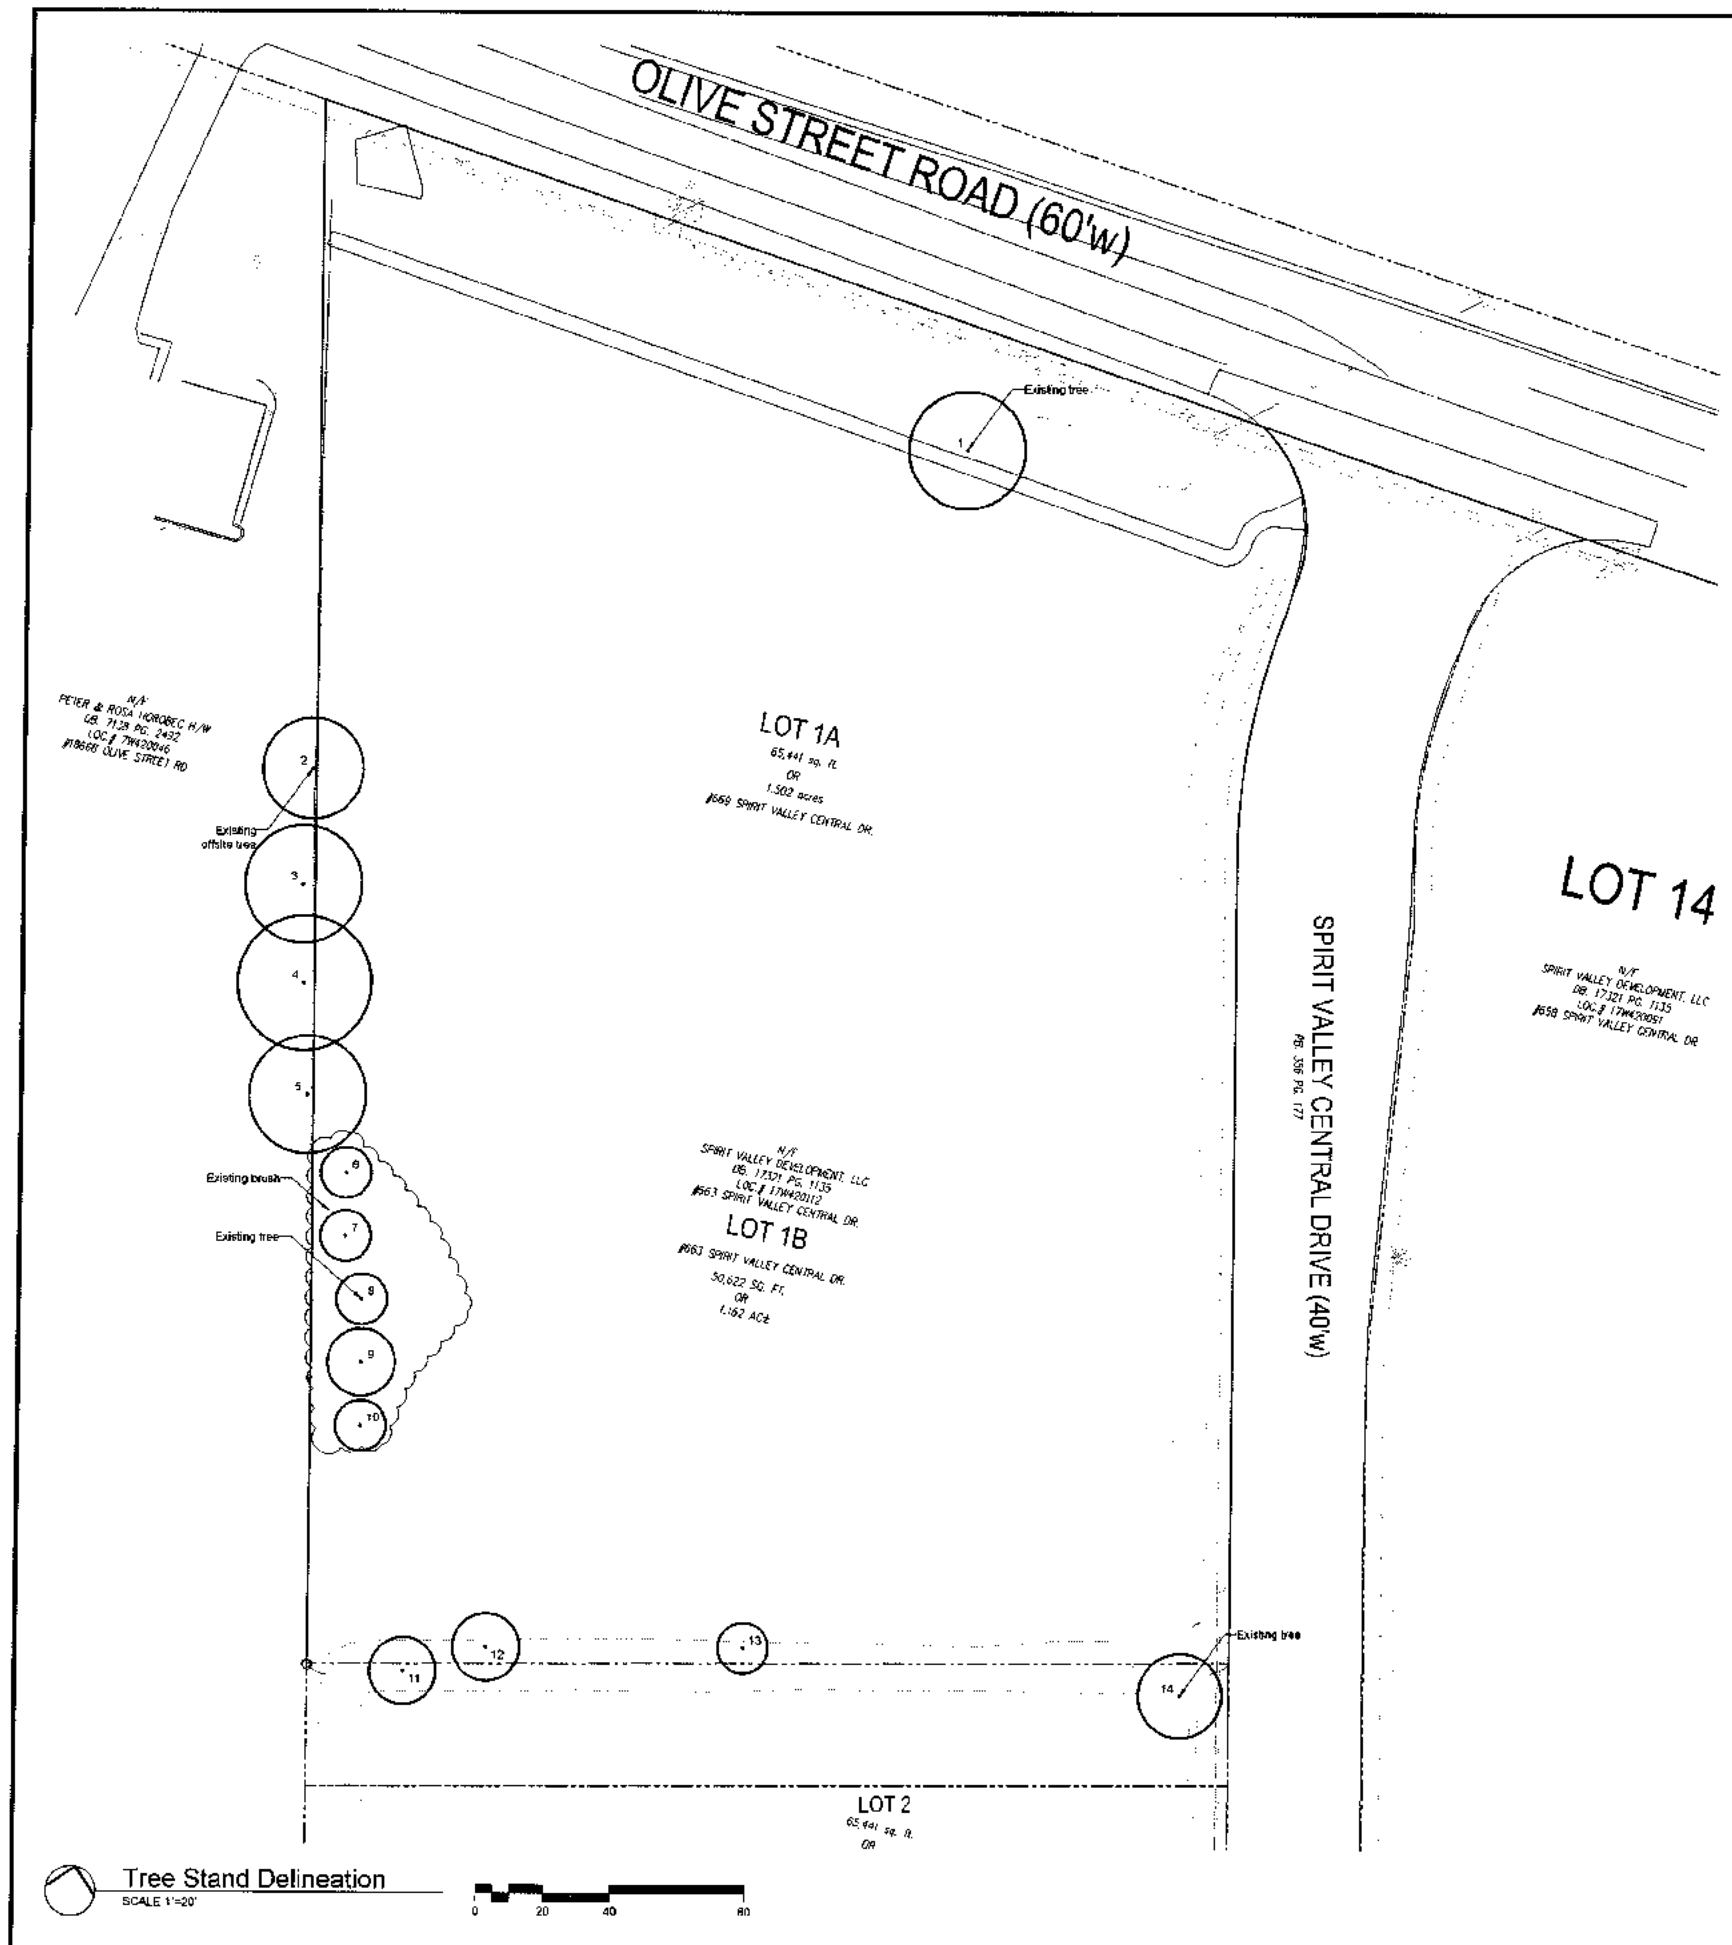 OLIVE STREET ROAD (60'w)
Existing tree
1
N/F
PETER & ROSA HOROBEC H/W
DB. 7138 PG. 2492
LOC.# 7W420046
#18666 OLIVE STREET RD
2
Existing
offsite tree
3
4
5
LOT 1A
65,441 sq. ft.
OR
1.502 acres
#669 SPIRIT VALLEY CENTRAL DR.
LOT 14
N/F
SPIRIT VALLEY DEVELOPMENT, LLC
DB. 17321 PG. 1135
LOC.# 17W420051
#658 SPIRIT VALLEY CENTRAL DR
SPIRIT VALLEY CENTRAL DRIVE (40'w)
PB. 356 PG. 177
N/F
SPIRIT VALLEY DEVELOPMENT, LLC
DB. 17321 PG. 1135
LOC.# 17W420112
#663 SPIRIT VALLEY CENTRAL DR.
LOT 1B
#663 SPIRIT VALLEY CENTRAL DR.
50,622 SQ. FT.
OR
1.162 AC±
6
Existing brush
7
Existing tree
8
9
10
11
12
13
14
Existing tree
LOT 2
65,441 sq. ft.
OR
Tree Stand Delineation
SCALE 1"=20'
0 20 40 80